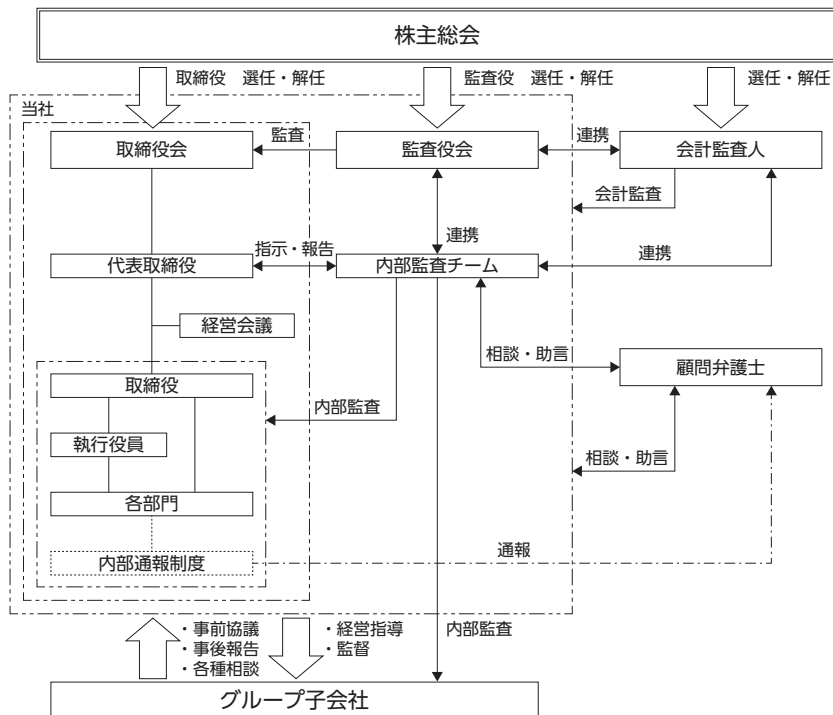 株主総会
取締役 選任・解任
監査役 選任・解任
選任・解任
当社
取締役会
監査
監査役会
連携
会計監査人
会計監査
連携
指示・報告
代表取締役
内部監査チーム
連携
経営会議
相談・助言
顧問弁護士
取締役
内部監査
執行役員
相談・助言
各部門
通報
内部通報制度
・事前協議
・事後報告
・各種相談
・経営指導
・監督
内部監査
グループ子会社